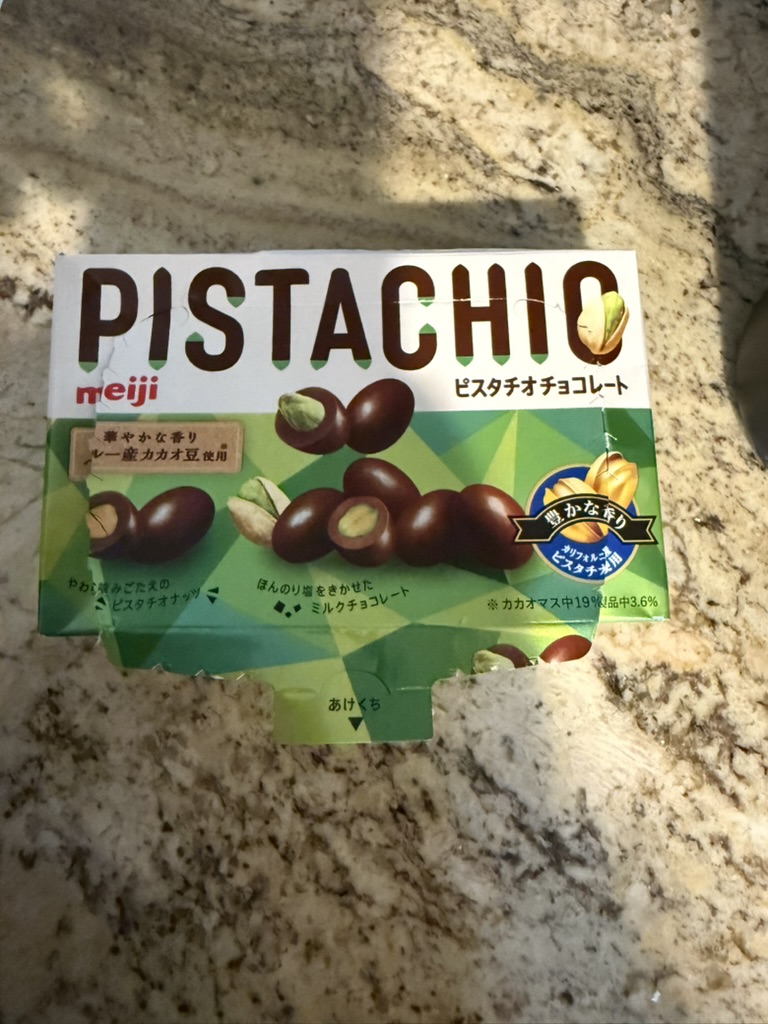 PISTACHIO
meiji
ピスタチオチョコレート
華やかな香り
ルー産カカオ豆使用※
豊かな香り
カリフォルニア産
ピスタチオ使用
やわ 噛みごたえの
ピスタチオナッツ
ほんのり塩をきかせた
ミルクチョコレート
※カカオマス中19% 製品中3.6%
あけくち